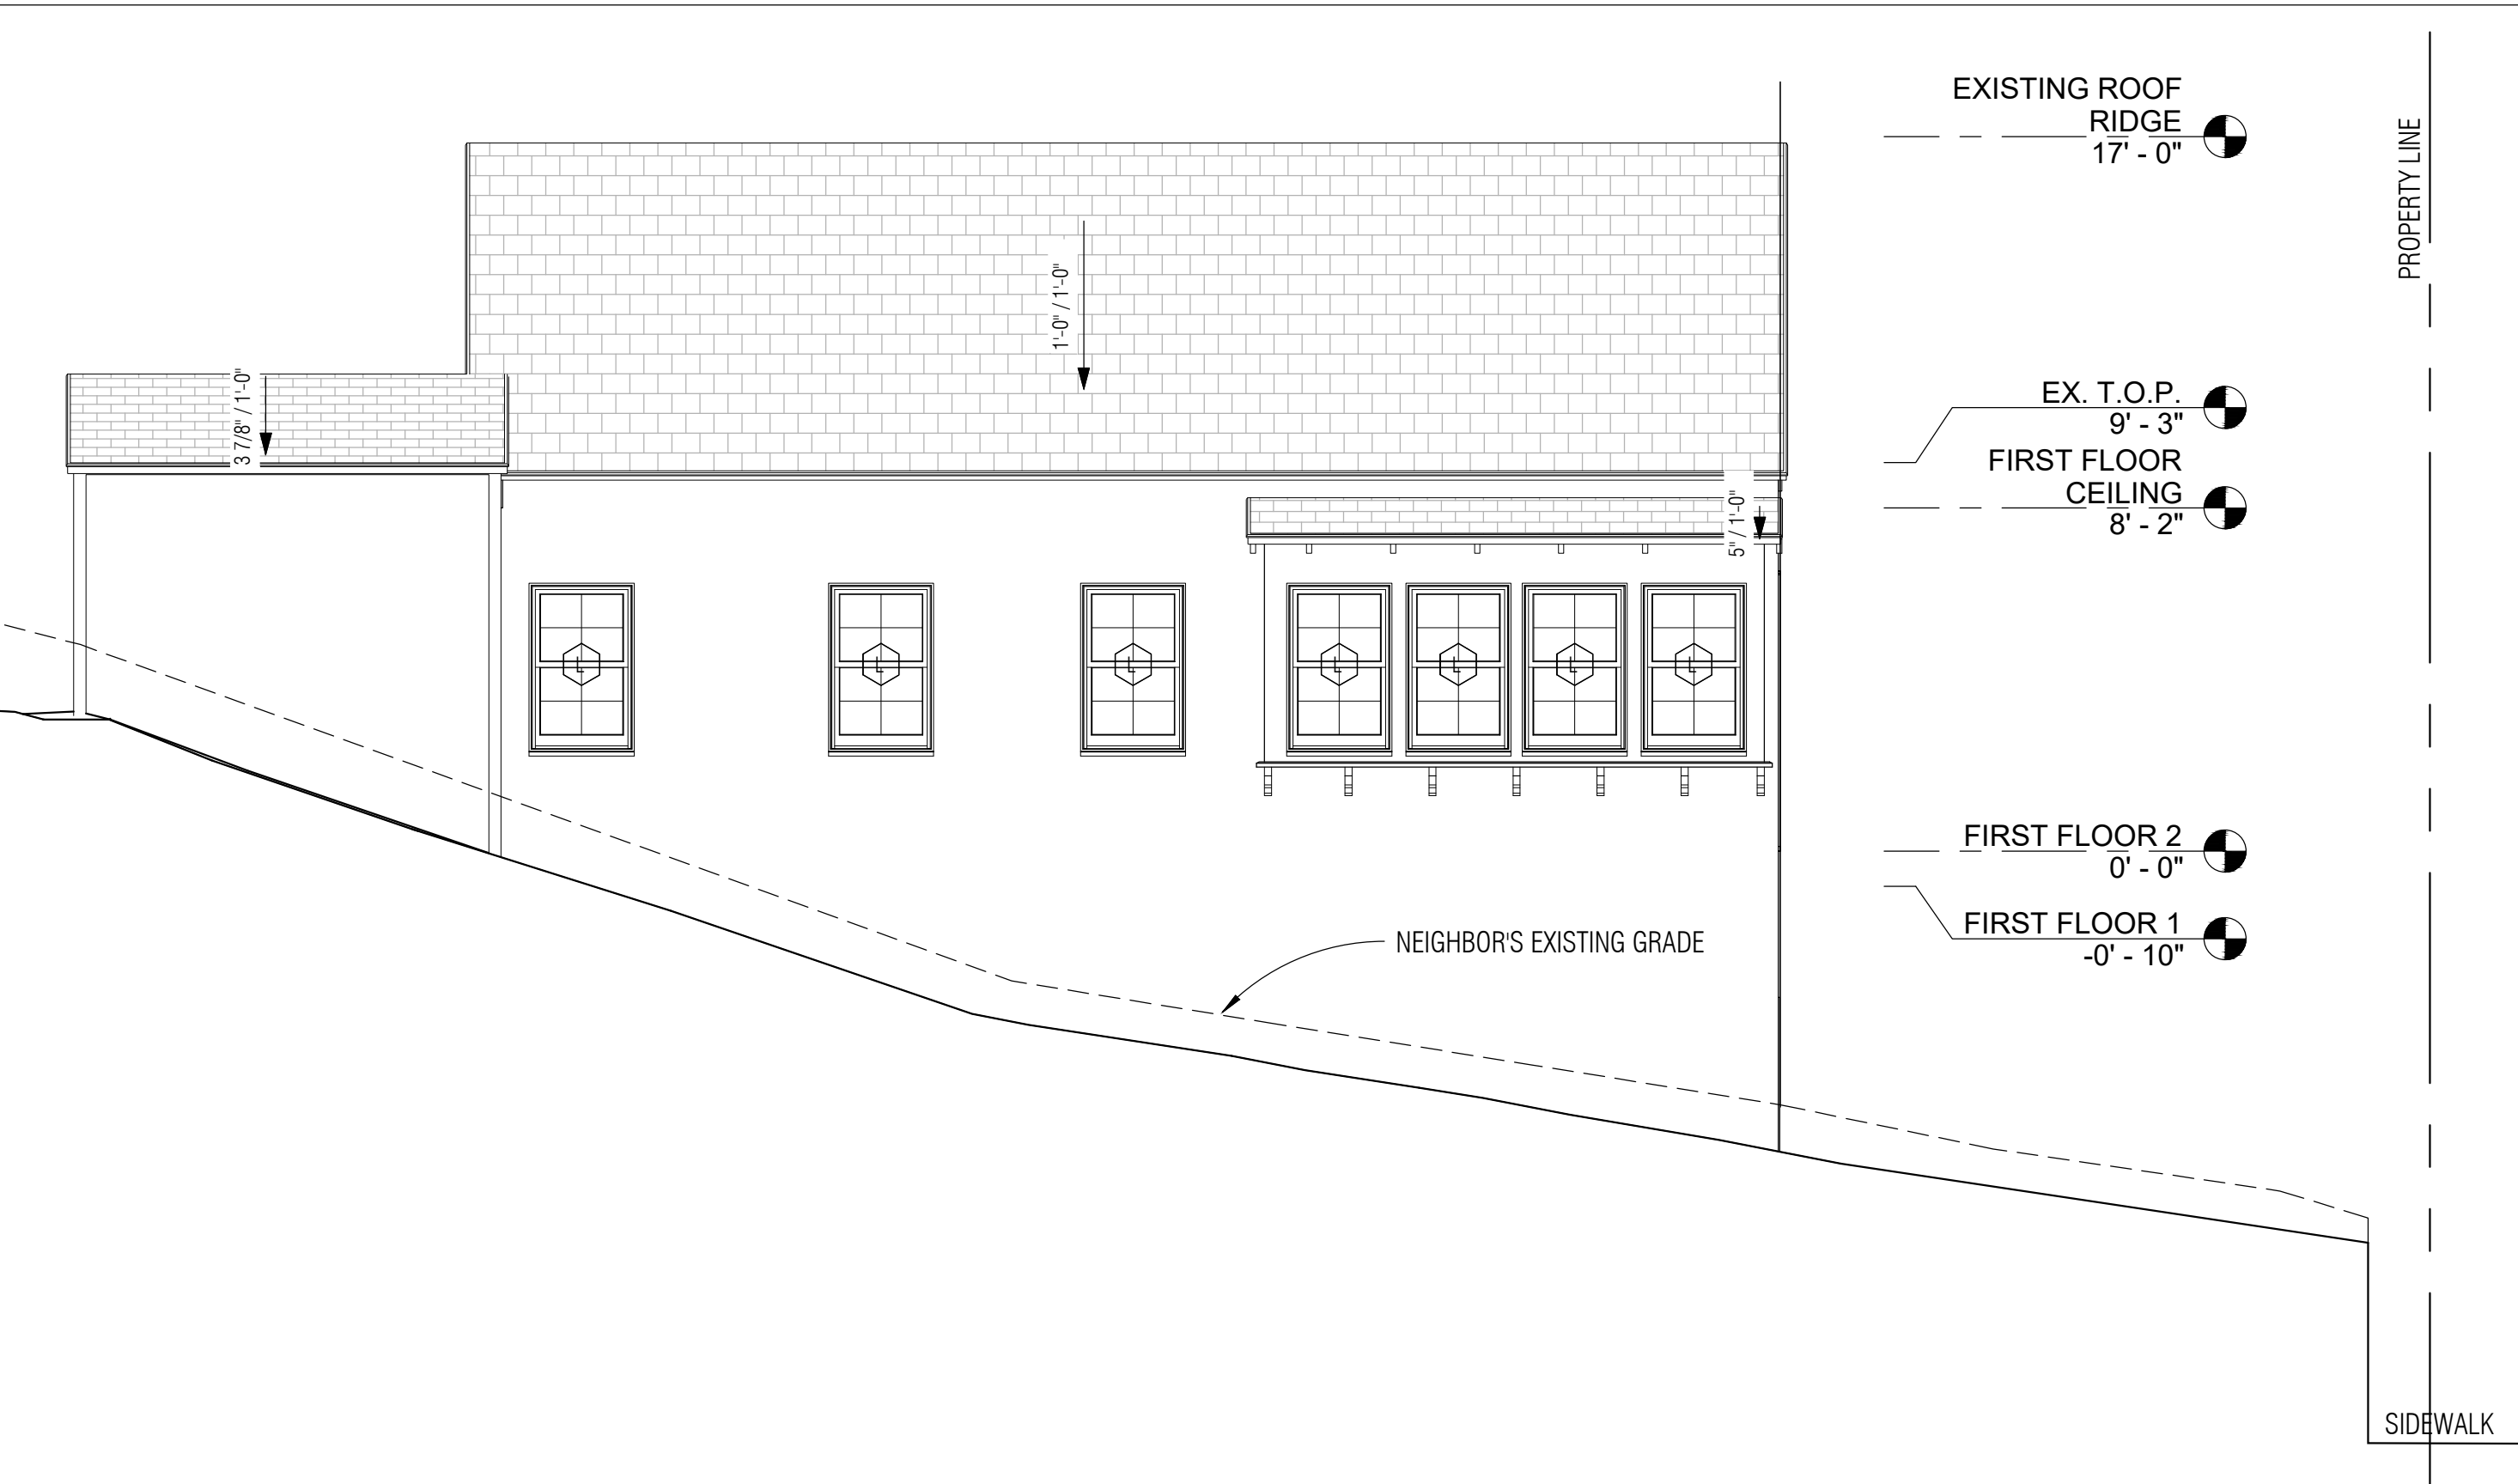 EXISTING ROOF
RIDGE
17' - 0"
PROPERTY LINE
1'-0" / 1'-0"
3 7/8" / 1'-0"
EX. T.O.P.
9' - 3"
FIRST FLOOR
CEILING
8' - 2"
5" / 1'-0"
L
L
L
L
L
L
L
FIRST FLOOR 2
0' - 0"
FIRST FLOOR 1
-0' - 10"
NEIGHBOR'S EXISTING GRADE
SIDEWALK